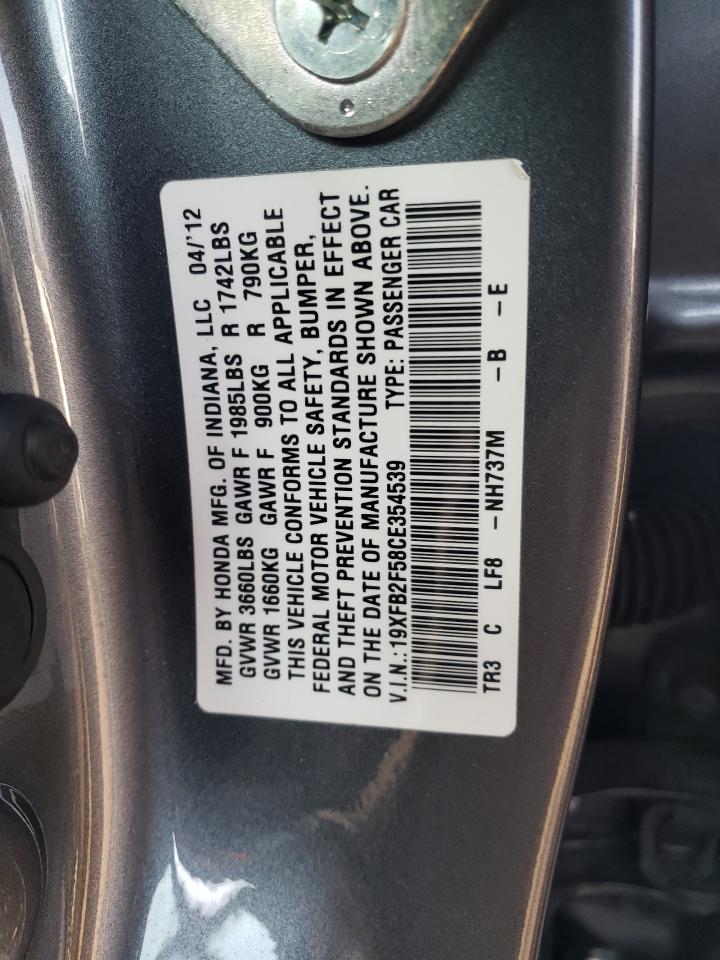 MFD. BY HONDA MFG. OF INDIANA, LLC 04/'12
GVWR 3660LBS GAWR F 1985LBS R 1742LBS
GVWR 1660KG GAWR F 900KG R 790KG
THIS VEHICLE CONFORMS TO ALL APPLICABLE
FEDERAL MOTOR VEHICLE SAFETY, BUMPER,
AND THEFT PREVENTION STANDARDS IN EFFECT
ON THE DATE OF MANUFACTURE SHOWN ABOVE.
V.I.N.:19XFB2F58CE354539 TYPE: PASSENGER CAR
TR3 C LF8 -NH737M -B -E